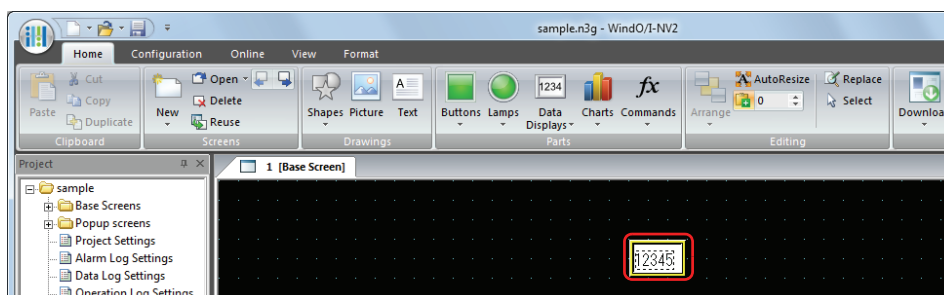 sample.n3g - WindO/I-NV2
Home Configuration Online View Format
Paste
Cut
Copy
Duplicate
Clipboard
New
Open
Delete
Reuse
Screens
Shapes Picture Text
Drawings
1234
Buttons Lamps Data Displays Charts Commands
fx
Parts
Arrange
AutoResize
0
Replace
Select
Editing
Project
1 [Base Screen]
sample
Base Screens
Popup screens
Project Settings
Alarm Log Settings
Data Log Settings
Operation Log Settings
12345